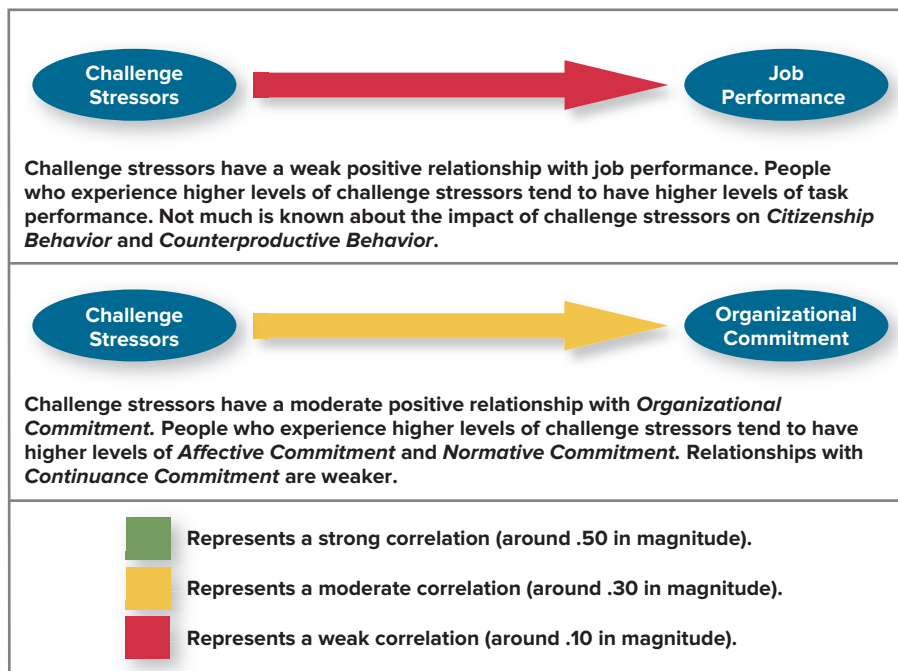 Challenge
Stressors
Job
Performance
Challenge stressors have a weak positive relationship with job performance. People
who experience higher levels of challenge stressors tend to have higher levels of task
performance. Not much is known about the impact of challenge stressors on Citizenship
Behavior and Counterproductive Behavior.
Challenge
Stressors
Organizational
Commitment
Challenge stressors have a moderate positive relationship with Organizational
Commitment. People who experience higher levels of challenge stressors tend to have
higher levels of Affective Commitment and Normative Commitment. Relationships with
Continuance Commitment are weaker.
Represents a strong correlation (around .50 in magnitude).
Represents a moderate correlation (around .30 in magnitude).
Represents a weak correlation (around .10 in magnitude).